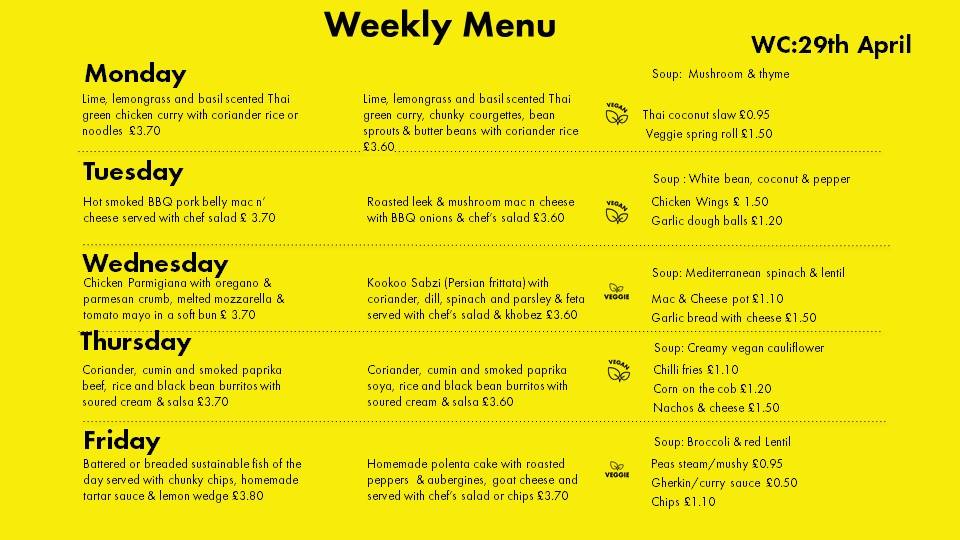 Weekly Menu
WC:29th April
Monday
Lime, lemongrass and basil scented Thai
green chicken curry with coriander rice or
noodles £3.70
Lime, lemongrass and basil scented Thai
green curry, chunky courgettes, bean
sprouts & butter beans with coriander rice
£3.60
VEGAN
Soup: Mushroom & thyme
Thai coconut slaw £0.95
Veggie spring roll £1.50
Tuesday
Hot smoked BBQ pork belly mac n’
cheese served with chef salad £ 3.70
Roasted leek & mushroom mac n cheese
with BBQ onions & chef’s salad £3.60
VEGAN
Soup : White bean, coconut & pepper
Chicken Wings £ 1.50
Garlic dough balls £1.20
Wednesday
Chicken Parmigiana with oregano &
parmesan crumb, melted mozzarella &
tomato mayo in a soft bun £ 3.70
Kookoo Sabzi (Persian frittata) with
coriander, dill, spinach and parsley & feta
served with chef’s salad & khobez £3.60
VEGGIE
Soup: Mediterranean spinach & lentil
Mac & Cheese pot £1.10
Garlic bread with cheese £1.50
Thursday
Coriander, cumin and smoked paprika
beef, rice and black bean burritos with
soured cream & salsa £3.70
Coriander, cumin and smoked paprika
soya, rice and black bean burritos with
soured cream & salsa £3.60
VEGAN
Soup: Creamy vegan cauliflower
Chilli fries £1.10
Corn on the cob £1.20
Nachos & cheese £1.50
Friday
Battered or breaded sustainable fish of the
day served with chunky chips, homemade
tartar sauce & lemon wedge £3.80
Homemade polenta cake with roasted
peppers & aubergines, goat cheese and
served with chef’s salad or chips £3.70
VEGGIE
Soup: Broccoli & red Lentil
Peas steam/mushy £0.95
Gherkin/curry sauce £0.50
Chips £1.10